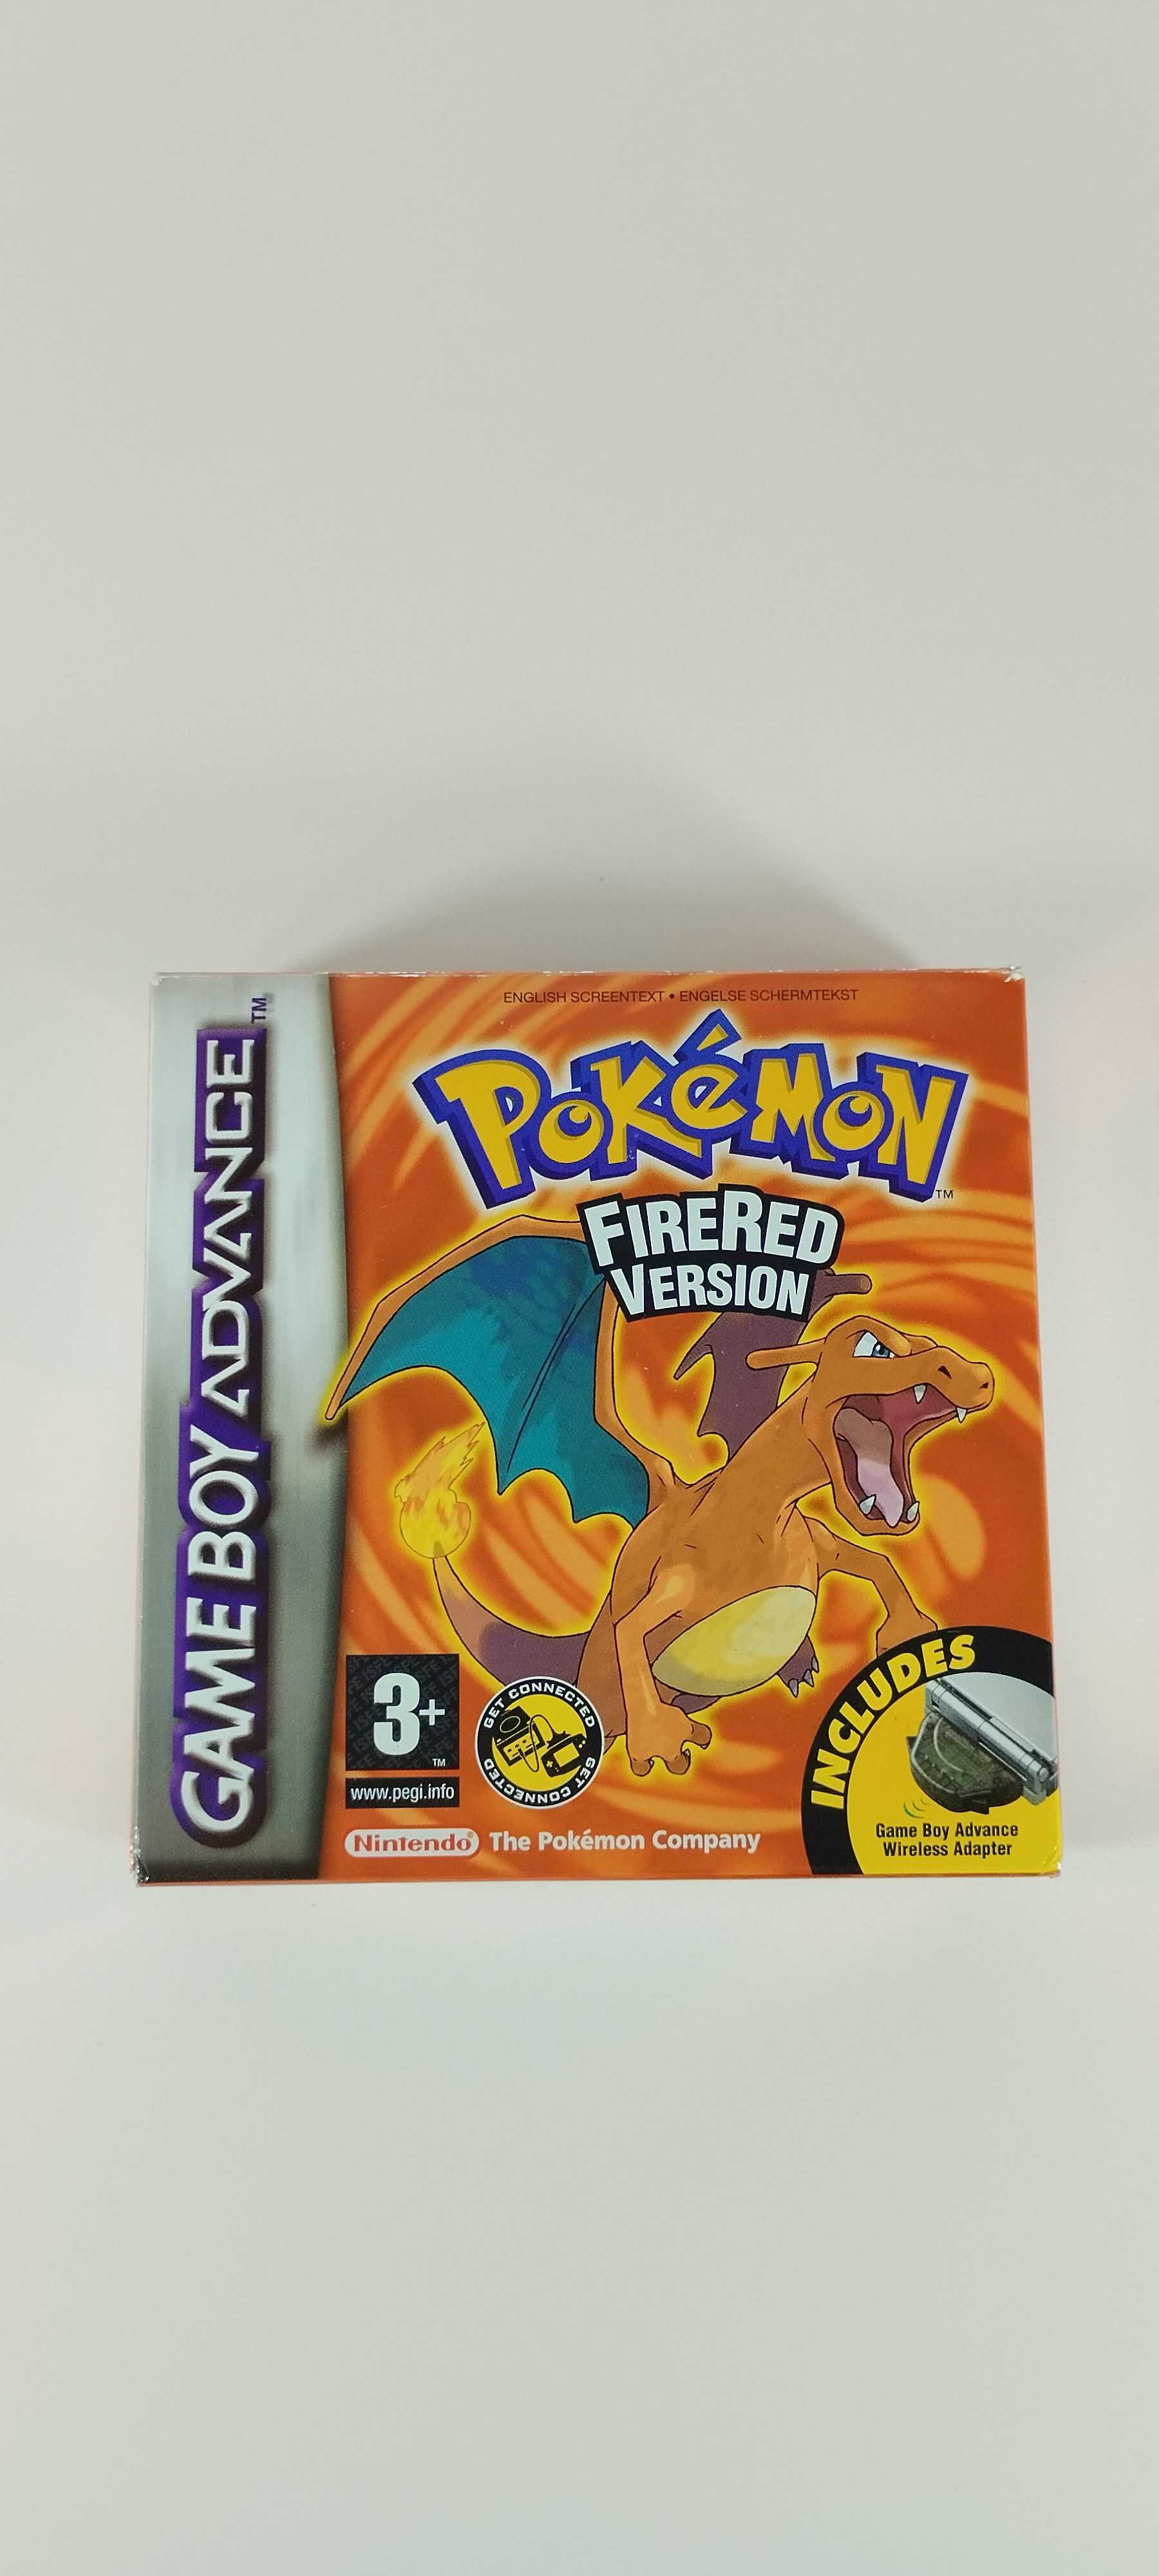 GAME BOY ADVANCE™
ENGLISH SCREENTEXT • ENGELSE SCHERMTEKST
POKéMON™
FIRERED
VERSION
3+™
www.pegi.info
GET CONNECTED GET CONNECTED
INCLUDES
Game Boy Advance
Wireless Adapter
Nintendo® The Pokémon Company